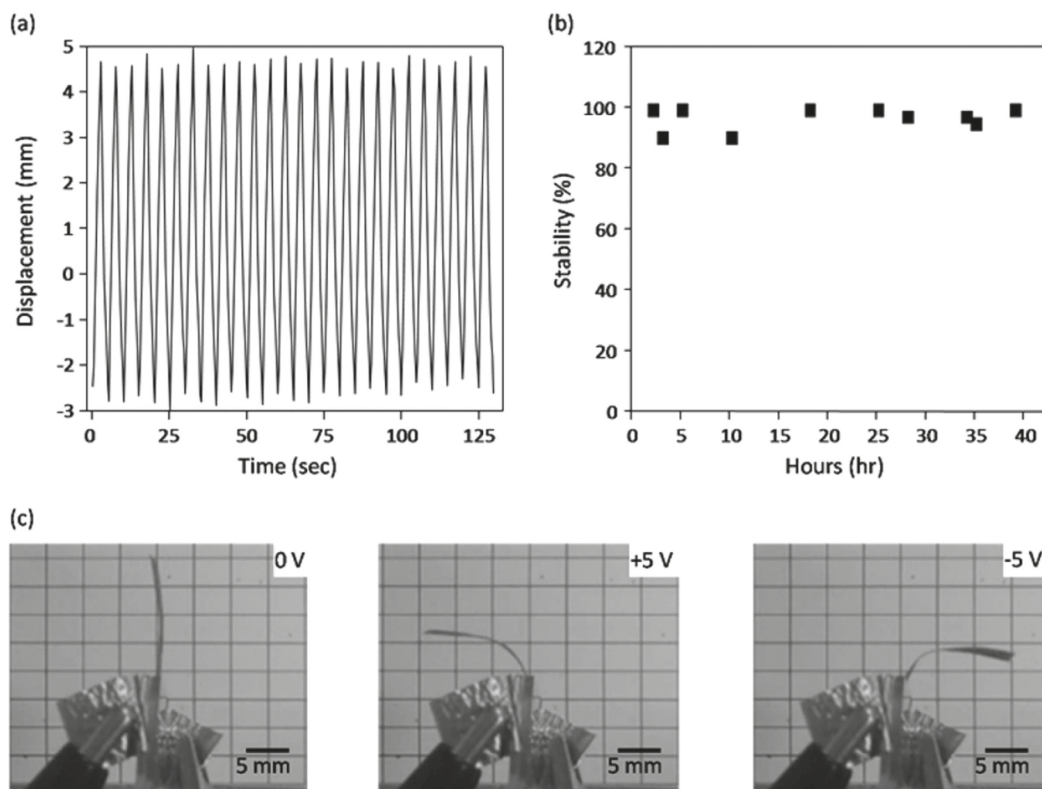 (a)
Displacement (mm)
5
4
3
2
1
0
-1
-2
-3
0 25 50 75 100 125
Time (sec)
(b)
Stability (%)
120
100
80
60
40
20
0
0 5 10 15 20 25 30 35 40
Hours (hr)
(c)
0 V
5 mm
+5 V
5 mm
-5 V
5 mm